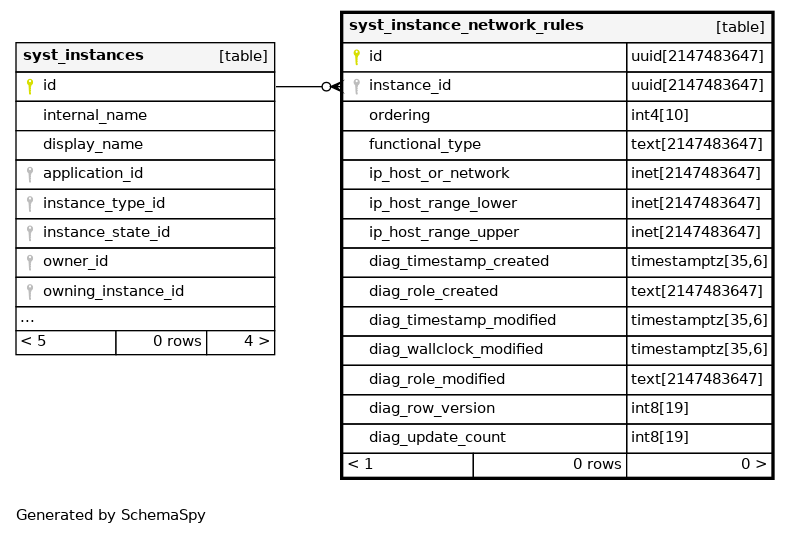 syst_instances [table]
id
internal_name
display_name
application_id
instance_type_id
instance_state_id
owner_id
owning_instance_id
...
< 5 0 rows 4 >
syst_instance_network_rules [table]
id uuid[2147483647]
instance_id uuid[2147483647]
ordering int4[10]
functional_type text[2147483647]
ip_host_or_network inet[2147483647]
ip_host_range_lower inet[2147483647]
ip_host_range_upper inet[2147483647]
diag_timestamp_created timestamptz[35,6]
diag_role_created text[2147483647]
diag_timestamp_modified timestamptz[35,6]
diag_wallclock_modified timestamptz[35,6]
diag_role_modified text[2147483647]
diag_row_version int8[19]
diag_update_count int8[19]
< 1 0 rows 0 >
Generated by SchemaSpy